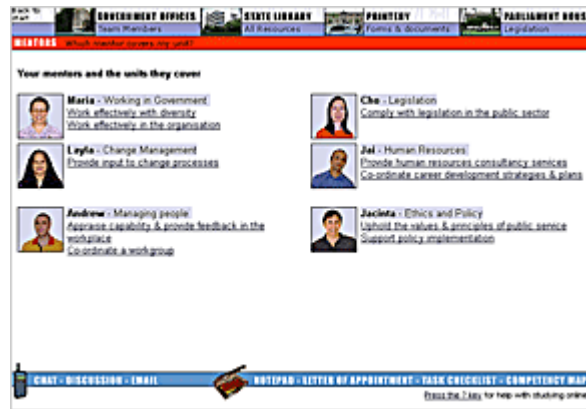 Back To start
GOVERNMENT OFFICES
Team Members
STATE LIBRARY
All Resources
PRINTERY
Forms & documents
PARLIAMENT HOU
Legislation
MENTORS Which mentor covers my unit?
Your mentors and the units they cover
Maria - Working in Government
Work effectively with diversity
Work effectively in the organisation
Cho - Legislation
Comply with legislation in the public sector
Leyla - Change Management
Provide input to change processes
Jai - Human Resources
Provide human resources consultancy services
Co-ordinate career development strategies & plans
Andrew - Managing people
Appraise capability & provide feedback in the
workplace
Co-ordinate a workgroup
Jacinta - Ethics and Policy
Uphold the values & principles of public service
Support policy implementation
CHAT - DISCUSSION - EMAIL
NOTEPAD - LETTER OF APPOINTMENT - TASK CHECKLIST - COMPETENCY MAP
Press the ? key for help with studying online